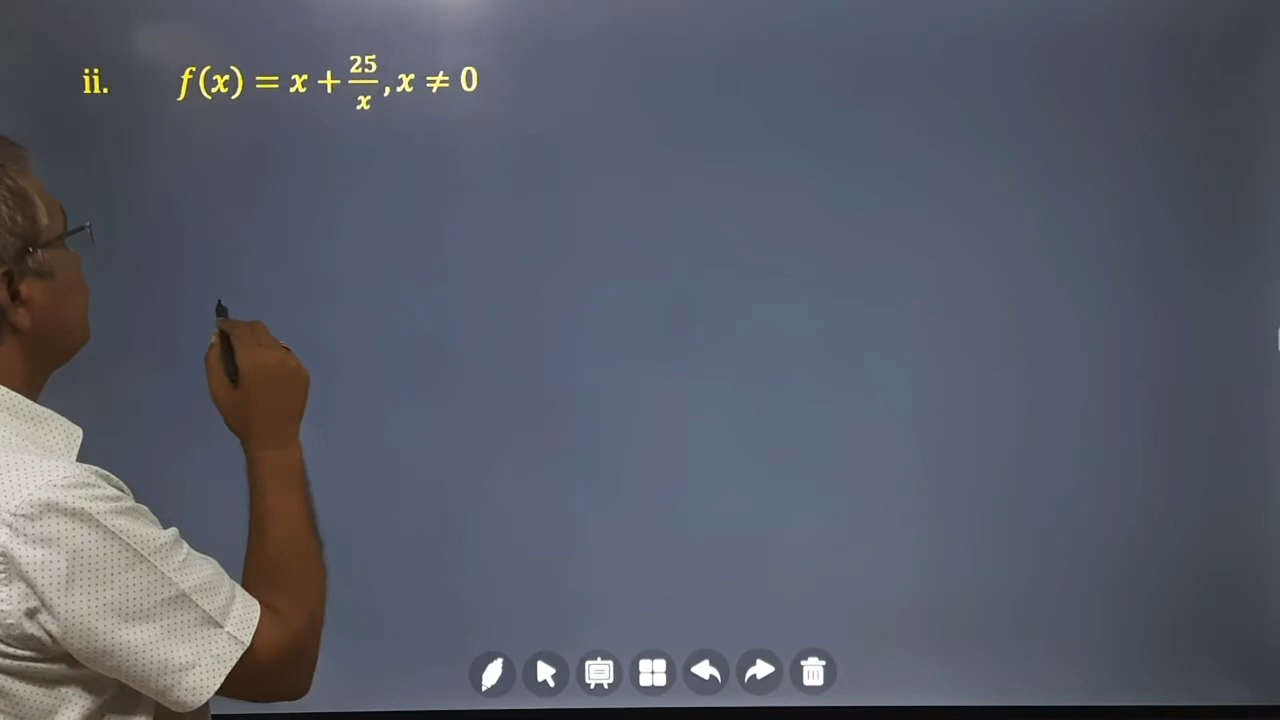 ii. f(x) = x + 25/x, x ≠ 0